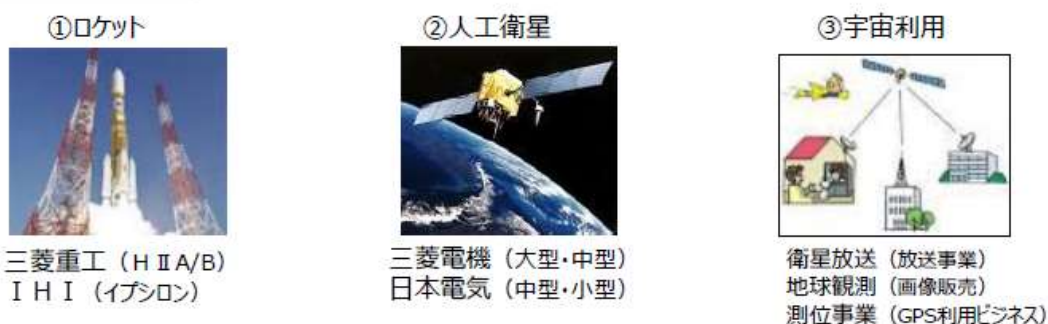 ①ロケット
②人工衛星
③宇宙利用
三菱重工（HⅡA/B）
ＩＨＩ（イプシロン）
三菱電機（大型・中型）
日本電気（中型・小型）
衛星放送（放送事業）
地球観測（画像販売）
測位事業（GPS利用ビジネス）